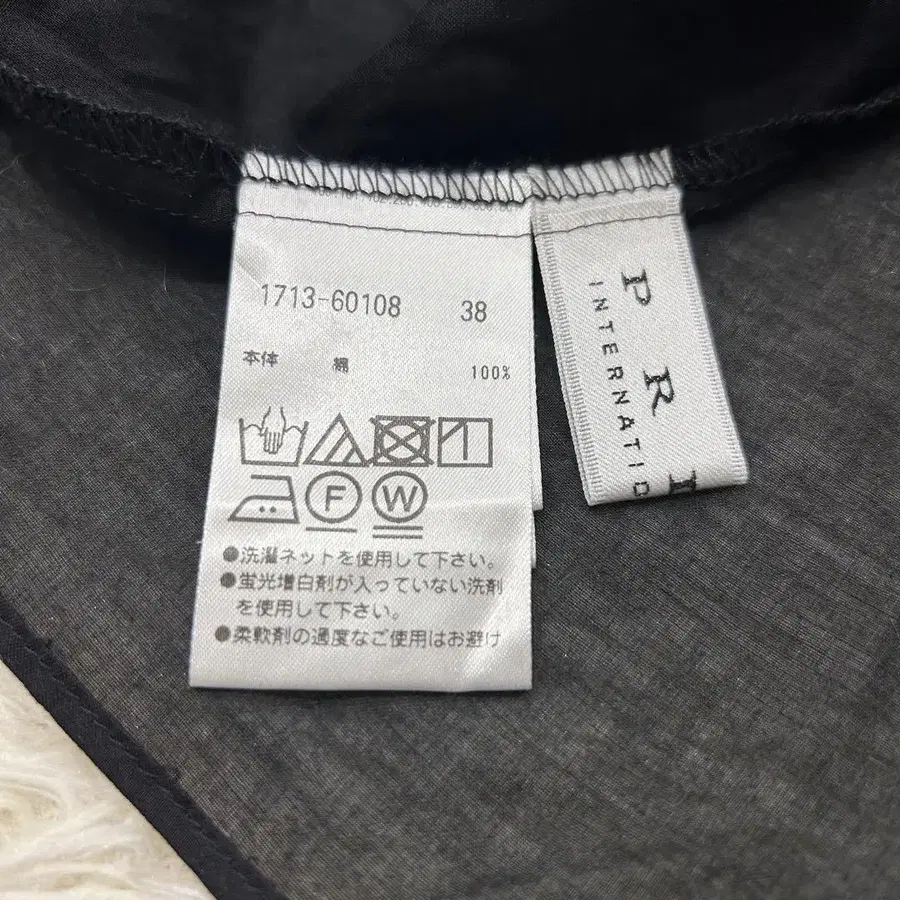 1713-60108 38
本体 綿 100%
F W
●洗濯ネットを使用して下さい。
●蛍光増白剤が入っていない洗剤
を使用して下さい。
●柔軟剤の過度なご使用はお避け
P R
INTERNATIO